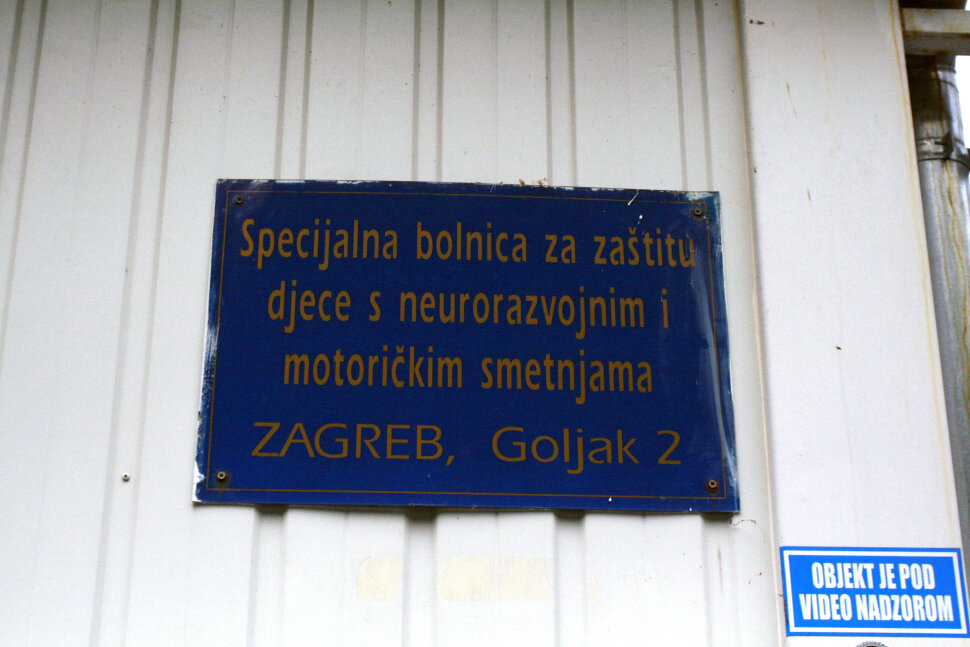 Specijalna bolnica za zaštitu
djece s neurorazvojnim i
motoričkim smetnjama
ZAGREB, Goljak 2
OBJEKT JE POD
VIDEO NADZOROM